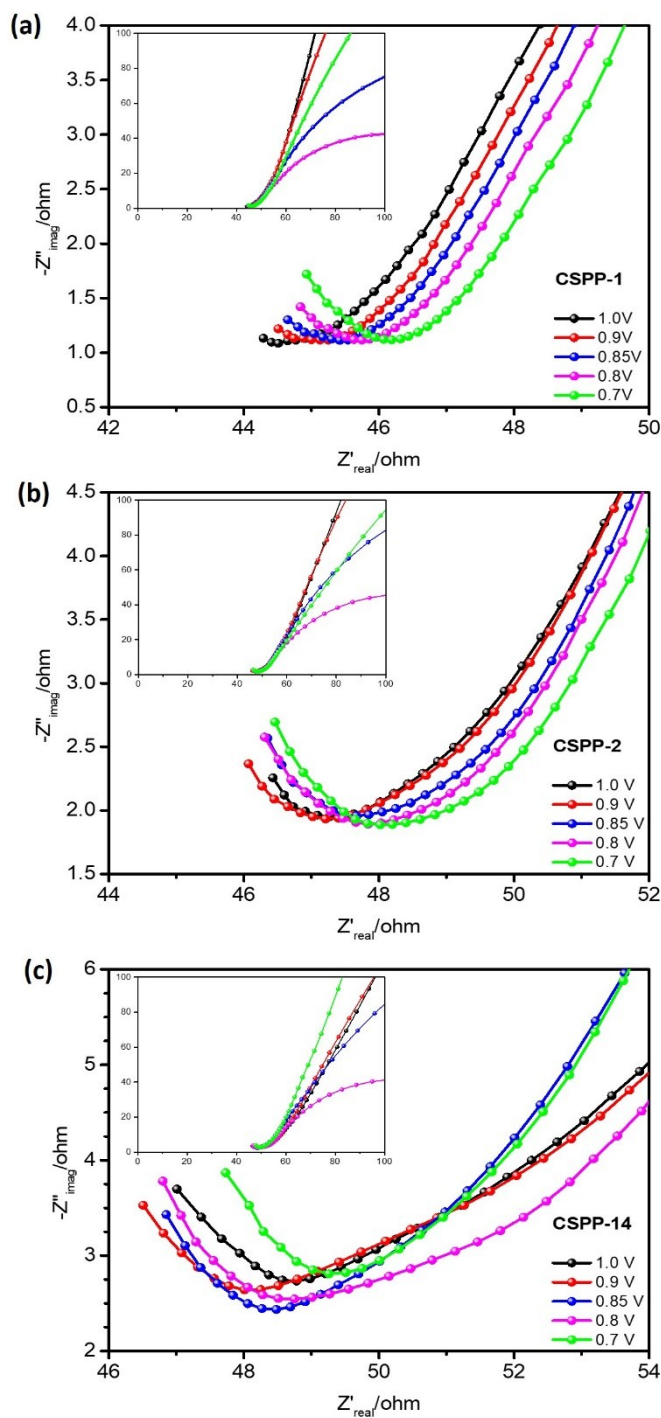 (a)
4.0
3.5
3.0
2.5
2.0
1.5
1.0
0.5
-Z''imag/ohm
100
80
60
40
20
0
0 20 40 60 80 100
CSPP-1
1.0V
0.9V
0.85V
0.8V
0.7V
42 44 46 48 50
Z'real/ohm
(b)
4.5
4.0
3.5
3.0
2.5
2.0
1.5
-Z''imag/ohm
100
80
60
40
20
0
0 20 40 60 80 100
CSPP-2
1.0 V
0.9 V
0.85 V
0.8 V
0.7 V
44 46 48 50 52
Z'real/ohm
(c)
6
5
4
3
2
-Z''imag/ohm
100
80
60
40
20
0
0 20 40 60 80 100
CSPP-14
1.0 V
0.9 V
0.85 V
0.8 V
0.7 V
46 48 50 52 54
Z'real/ohm